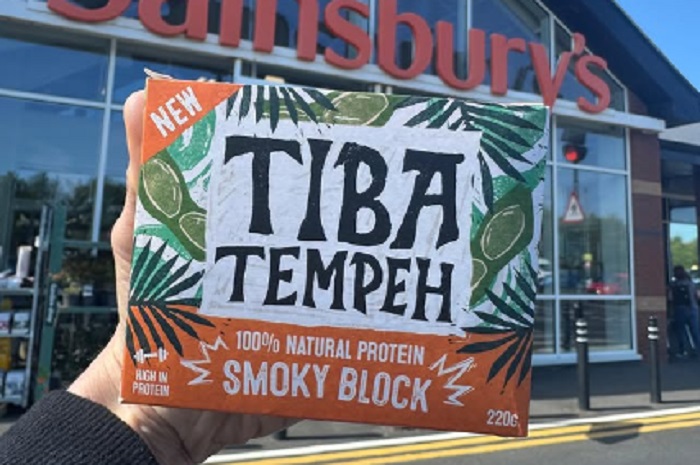 Sainsbury's
NEW
TIBA
TEMPEH
100% NATURAL PROTEIN
SMOKY BLOCK
HIGH IN
PROTEIN
220G